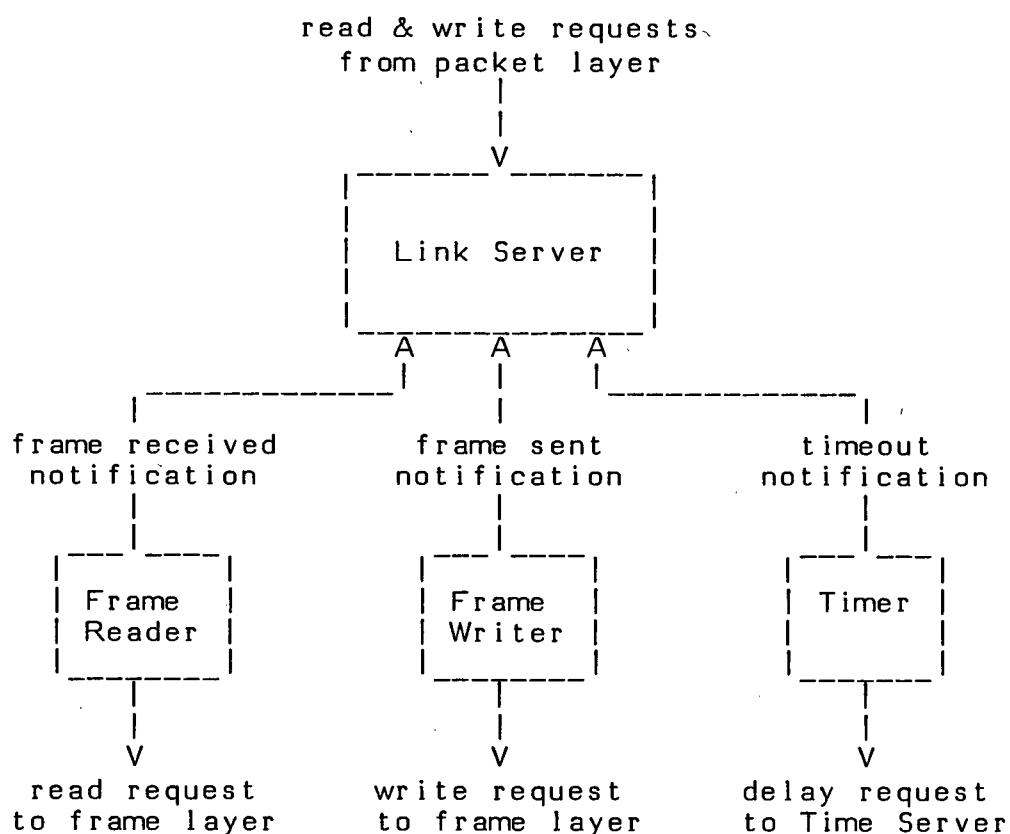 read & write requests
from packet layer
Link Server
frame received
notification
frame sent
notification
timeout
notification
Frame
Reader
Frame
Writer
Timer
read request
to frame layer
write request
to frame layer
delay request
to Time Server